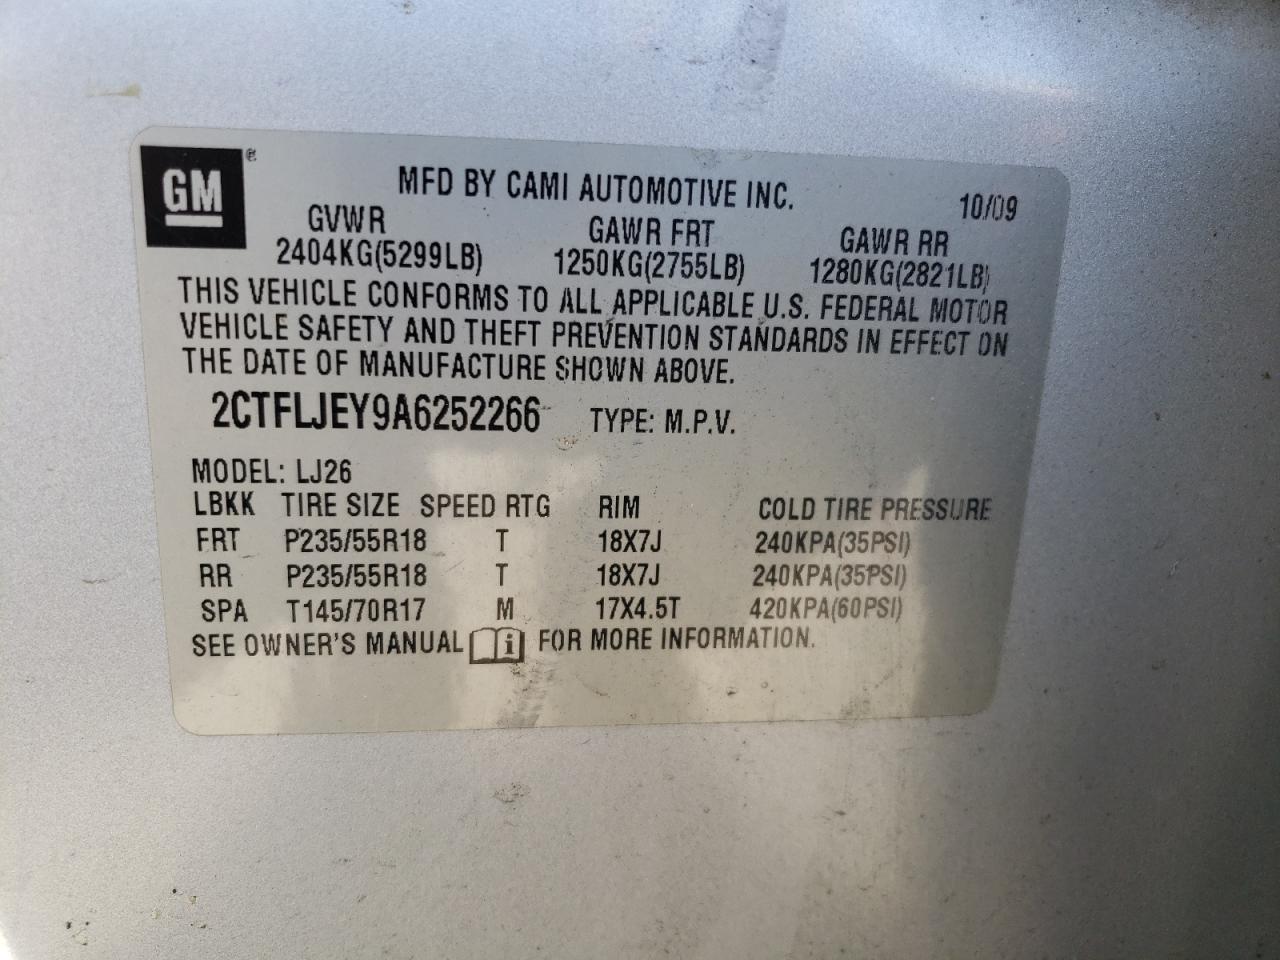 GM ®
MFD BY CAMI AUTOMOTIVE INC. 10/09
GVWR GAWR FRT GAWR RR
2404KG(5299LB) 1250KG(2755LB) 1280KG(2821LB)
THIS VEHICLE CONFORMS TO ALL APPLICABLE U.S. FEDERAL MOTOR
VEHICLE SAFETY AND THEFT PREVENTION STANDARDS IN EFFECT ON
THE DATE OF MANUFACTURE SHOWN ABOVE.
2CTFLJEY9A6252266 TYPE: M.P.V.
MODEL: LJ26
LBKK TIRE SIZE SPEED RTG RIM COLD TIRE PRESSURE
FRT P235/55R18 T 18X7J 240KPA(35PSI)
RR P235/55R18 T 18X7J 240KPA(35PSI)
SPA T145/70R17 M 17X4.5T 420KPA(60PSI)
SEE OWNER'S MANUAL i FOR MORE INFORMATION.